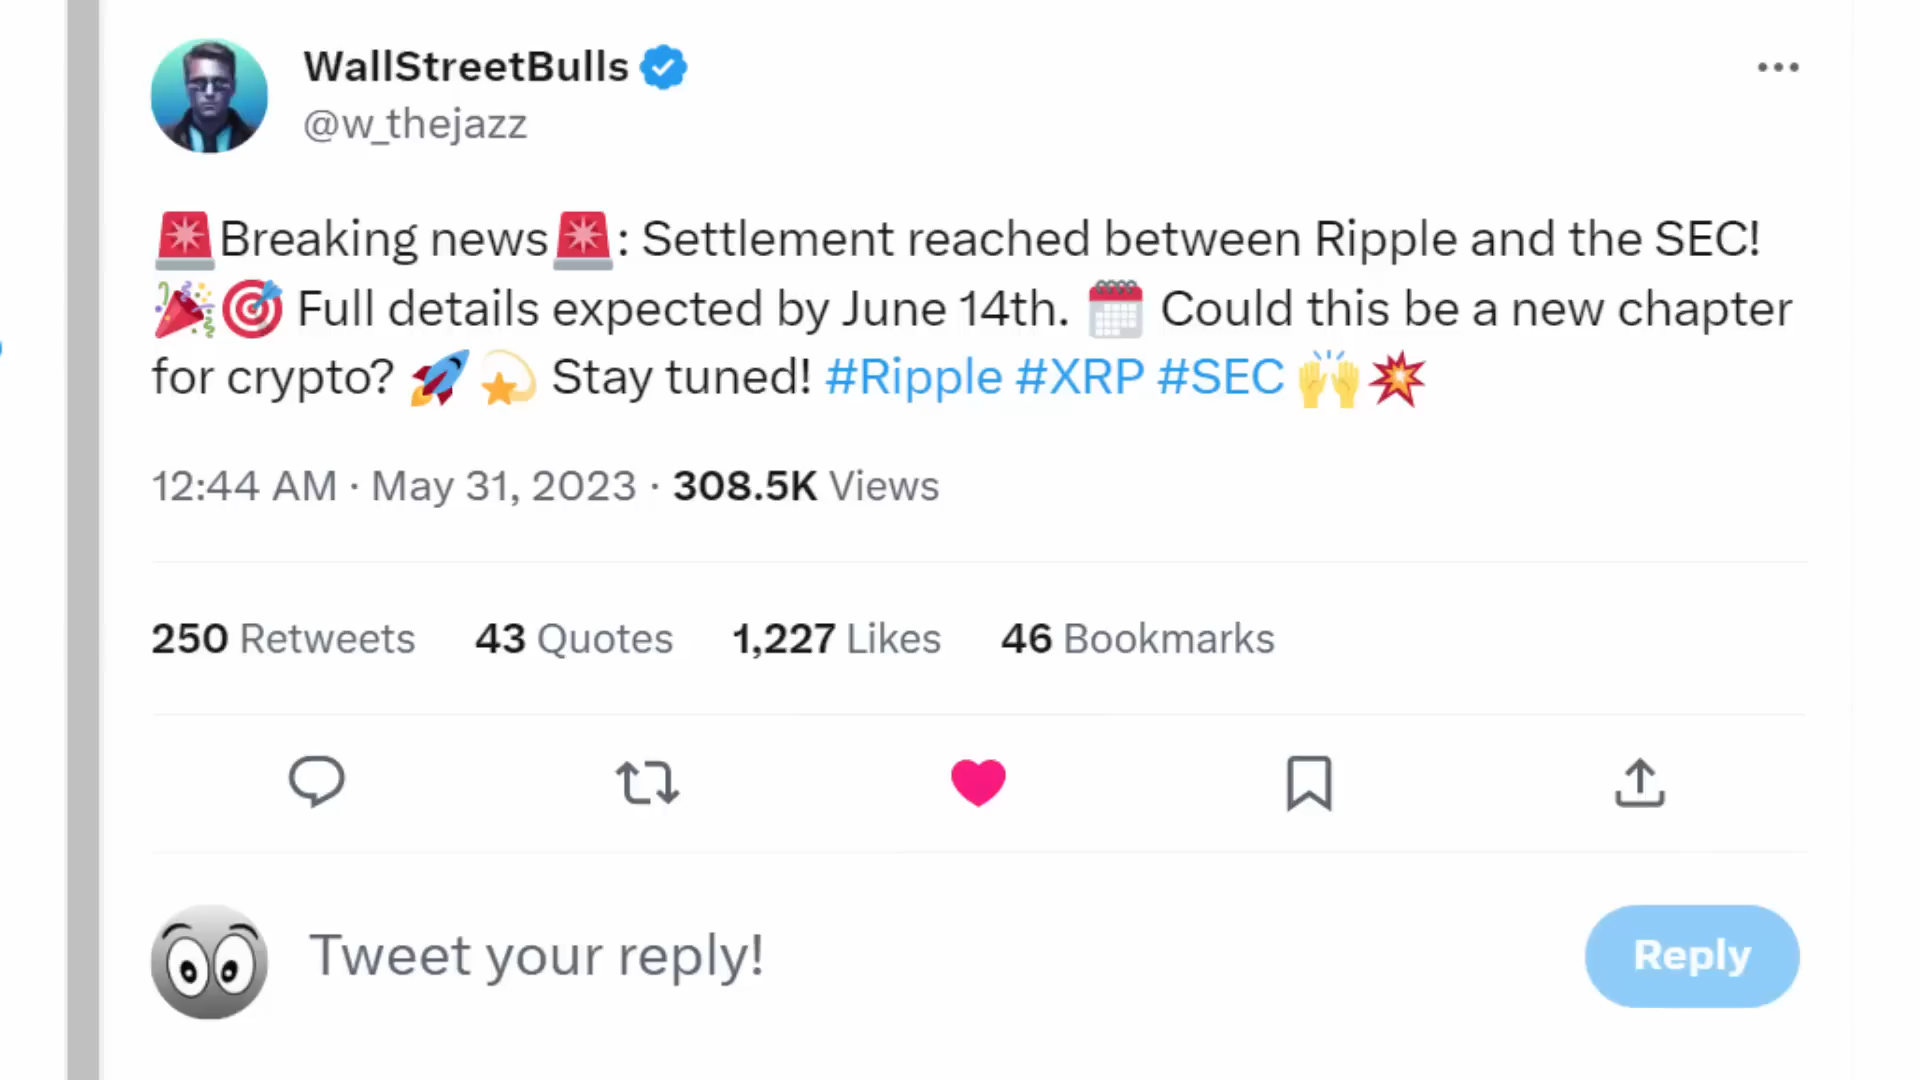 WallStreetBulls
@w_thejazz
🚨Breaking news🚨: Settlement reached between Ripple and the SEC!
🎉🎯 Full details expected by June 14th. 🗓️ Could this be a new chapter
for crypto? 🚀💫 Stay tuned! #Ripple #XRP #SEC 🙌💥
12:44 AM · May 31, 2023 · 308.5K Views
250 Retweets 43 Quotes 1,227 Likes 46 Bookmarks
Tweet your reply! Reply